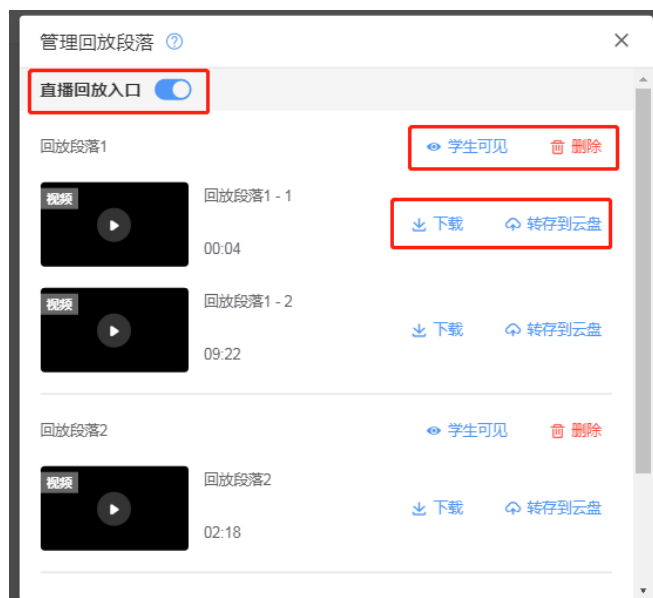 管理回放段落 ?
直播回放入口
回放段落1 学生可见 删除
视频
回放段落1 - 1
下载 转存到云盘
00:04
视频
回放段落1 - 2
下载 转存到云盘
09:22
回放段落2 学生可见 删除
视频
回放段落2
下载 转存到云盘
02:18